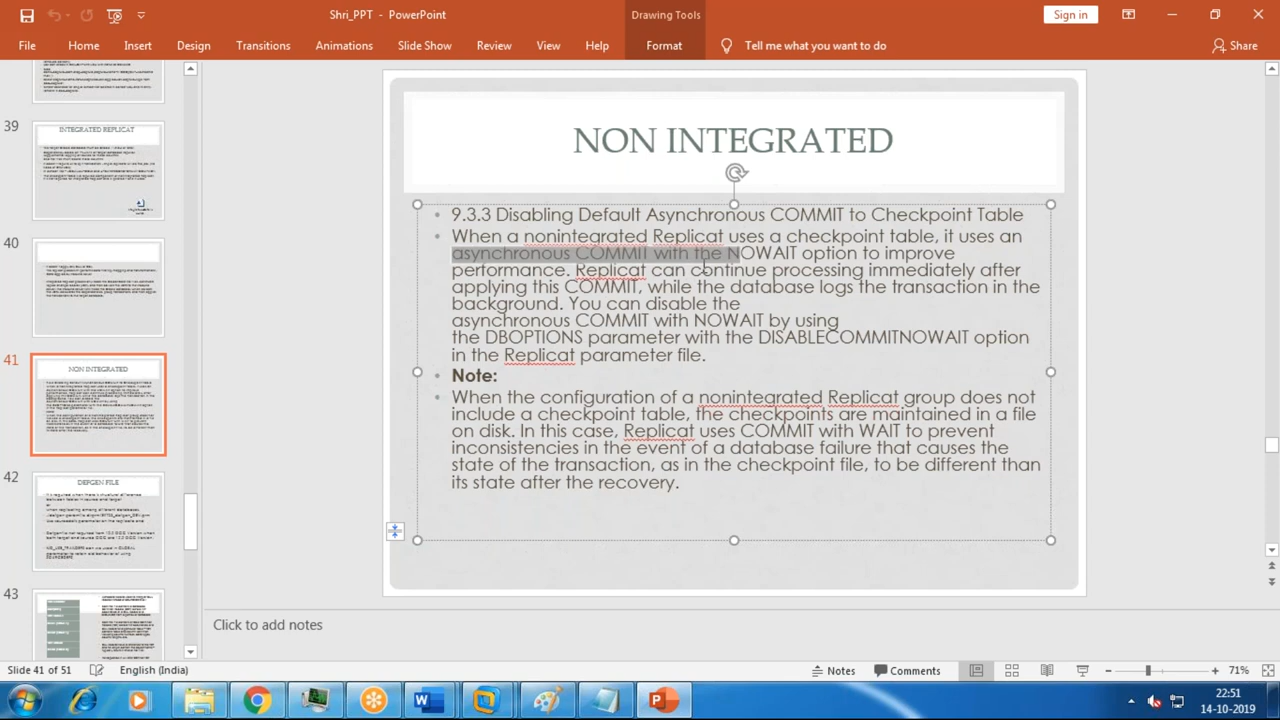 Shri_PPT - PowerPoint
Drawing Tools
Sign in
File
Home
Insert
Design
Transitions
Animations
Slide Show
Review
View
Help
Format
Tell me what you want to do
Share
39
INTEGRATED REPLICAT
40
41
NON INTEGRATED
42
DEFGEN FILE
43
NON INTEGRATED
• 9.3.3 Disabling Default Asynchronous COMMIT to Checkpoint Table
• When a nonintegrated Replicat uses a checkpoint table, it uses an
asynchronous COMMIT with the NOWAIT option to improve
performance. Replicat can continue processing immediately after
applying this COMMIT, while the database logs the transaction in the
background. You can disable the
asynchronous COMMIT with NOWAIT by using
the DBOPTIONS parameter with the DISABLECOMMITNOWAIT option
in the Replicat parameter file.
• Note:
• When the configuration of a nonintegrated Replicat group does not
include a checkpoint table, the checkpoints are maintained in a file
on disk. In this case, Replicat uses COMMIT with WAIT to prevent
inconsistencies in the event of a database failure that causes the
state of the transaction, as in the checkpoint file, to be different than
its state after the recovery.
Click to add notes
Slide 41 of 51
English (India)
Notes
Comments
71%
22:51
14-10-2019